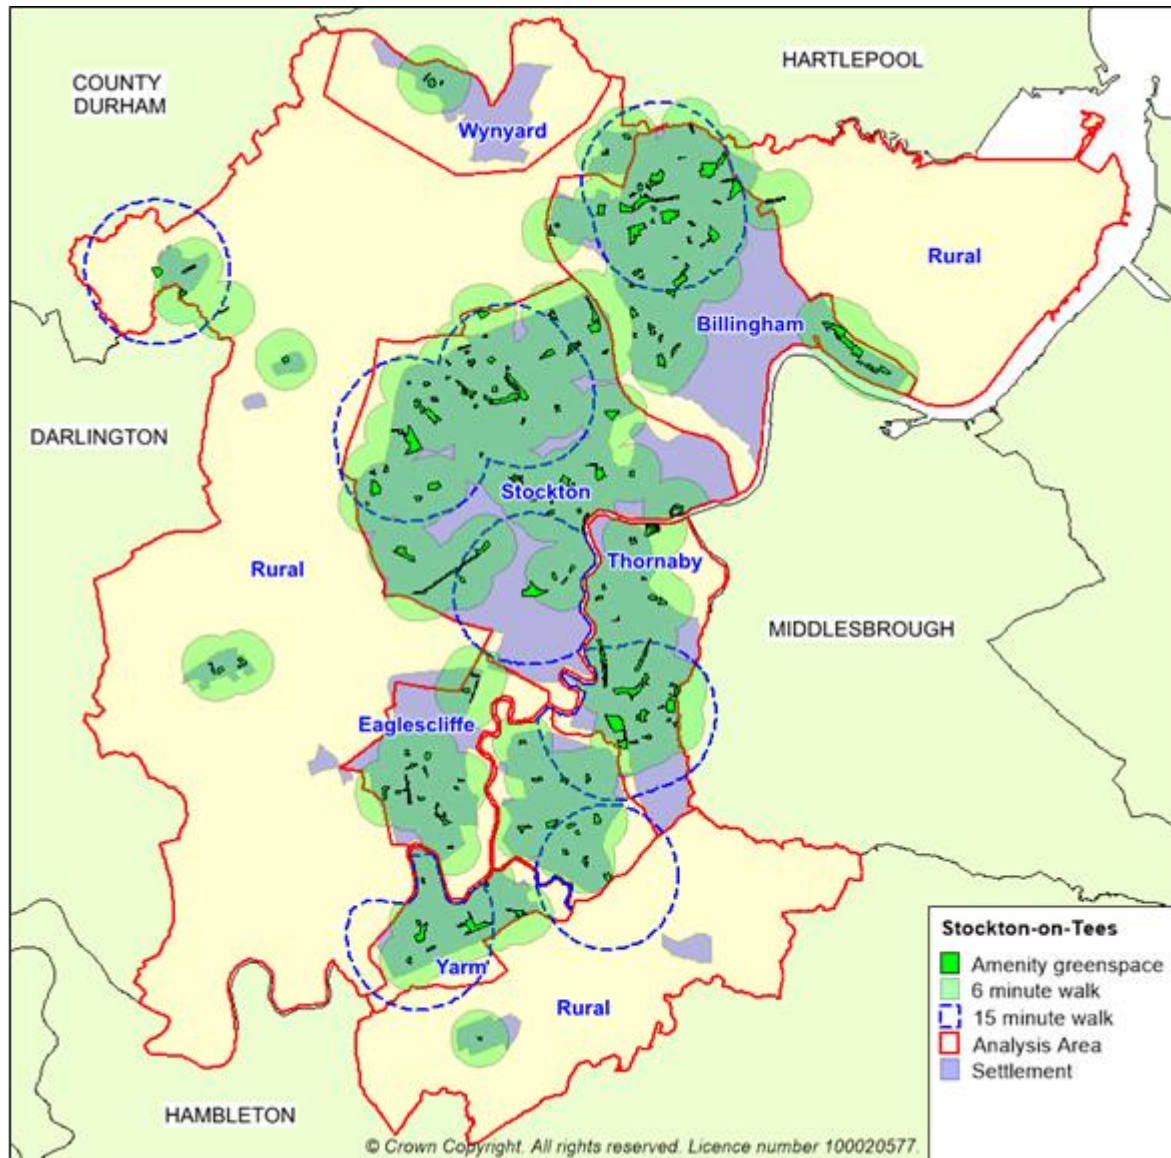 HARTLEPOOL
COUNTY
DURHAM
Wynyard
Rural
Billingham
DARLINGTON
Stockton
Thornaby
Rural
MIDDLESBROUGH
Eaglescliffe
Yarm
Rural
HAMBLETON
Stockton-on-Tees
Amenity greenspace
6 minute walk
15 minute walk
Analysis Area
Settlement
© Crown Copyright. All rights reserved. Licence number 100020577.